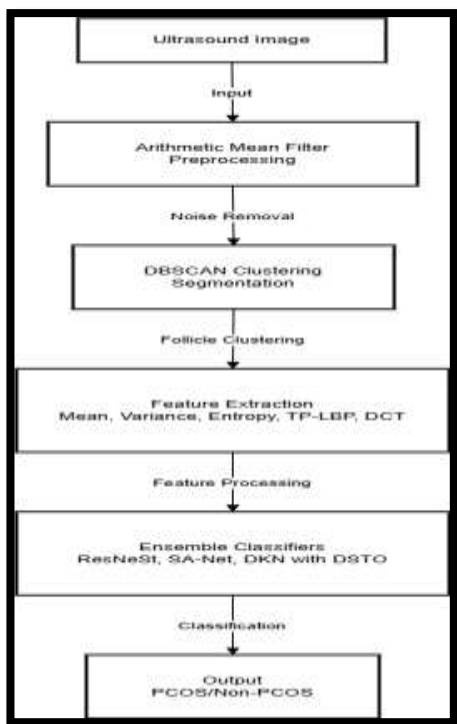 Ultrasound Image
Input
Arithmetic Mean Filter
Preprocessing
Noise Removal
DBSCAN Clustering
Segmentation
Follicle Clustering
Feature Extraction
Mean, Variance, Entropy, TP-LBP, DCT
Feature Processing
Ensemble Classifiers
ResNeSt, SA-Net, DKN with DSTO
Classification
Output
PCOS/Non-PCOS